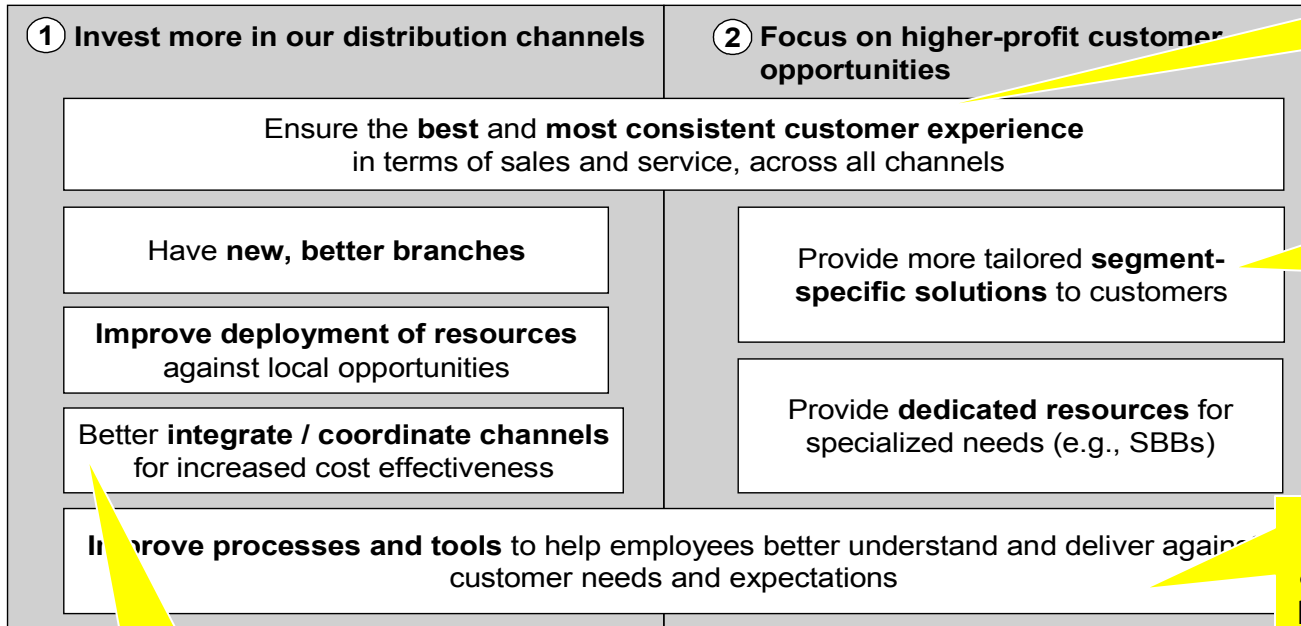 1 Invest more in our distribution channels
2 Focus on higher-profit customer
opportunities
Ensure the best and most consistent customer experience
in terms of sales and service, across all channels
Have new, better branches
Improve deployment of resources
against local opportunities
Better integrate / coordinate channels
for increased cost effectiveness
Provide more tailored segment-
specific solutions to customers
Provide dedicated resources for
specialized needs (e.g., SBBs)
Improve processes and tools to help employees better understand and deliver against
customer needs and expectations